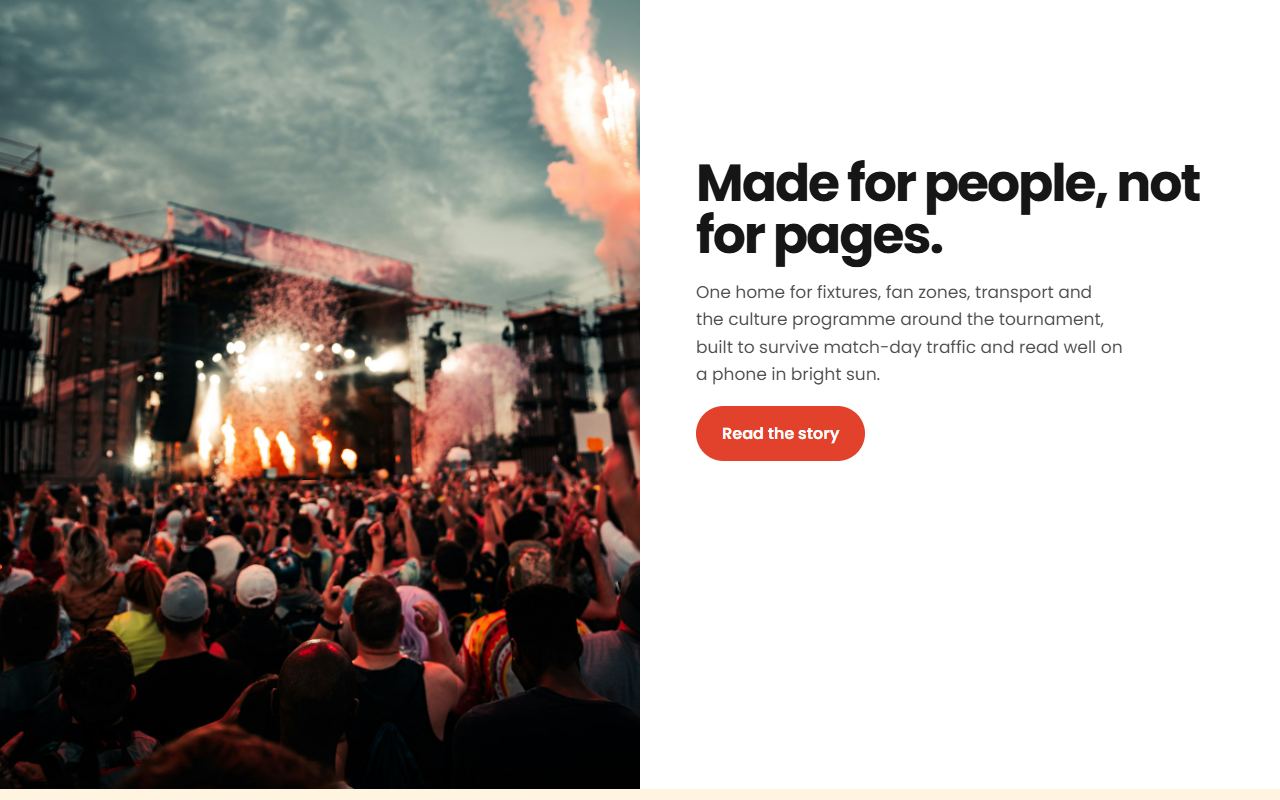 Made for people, not
for pages.
One home for fixtures, fan zones, transport and
the culture programme around the tournament,
built to survive match-day traffic and read well on
a phone in bright sun.
Read the story